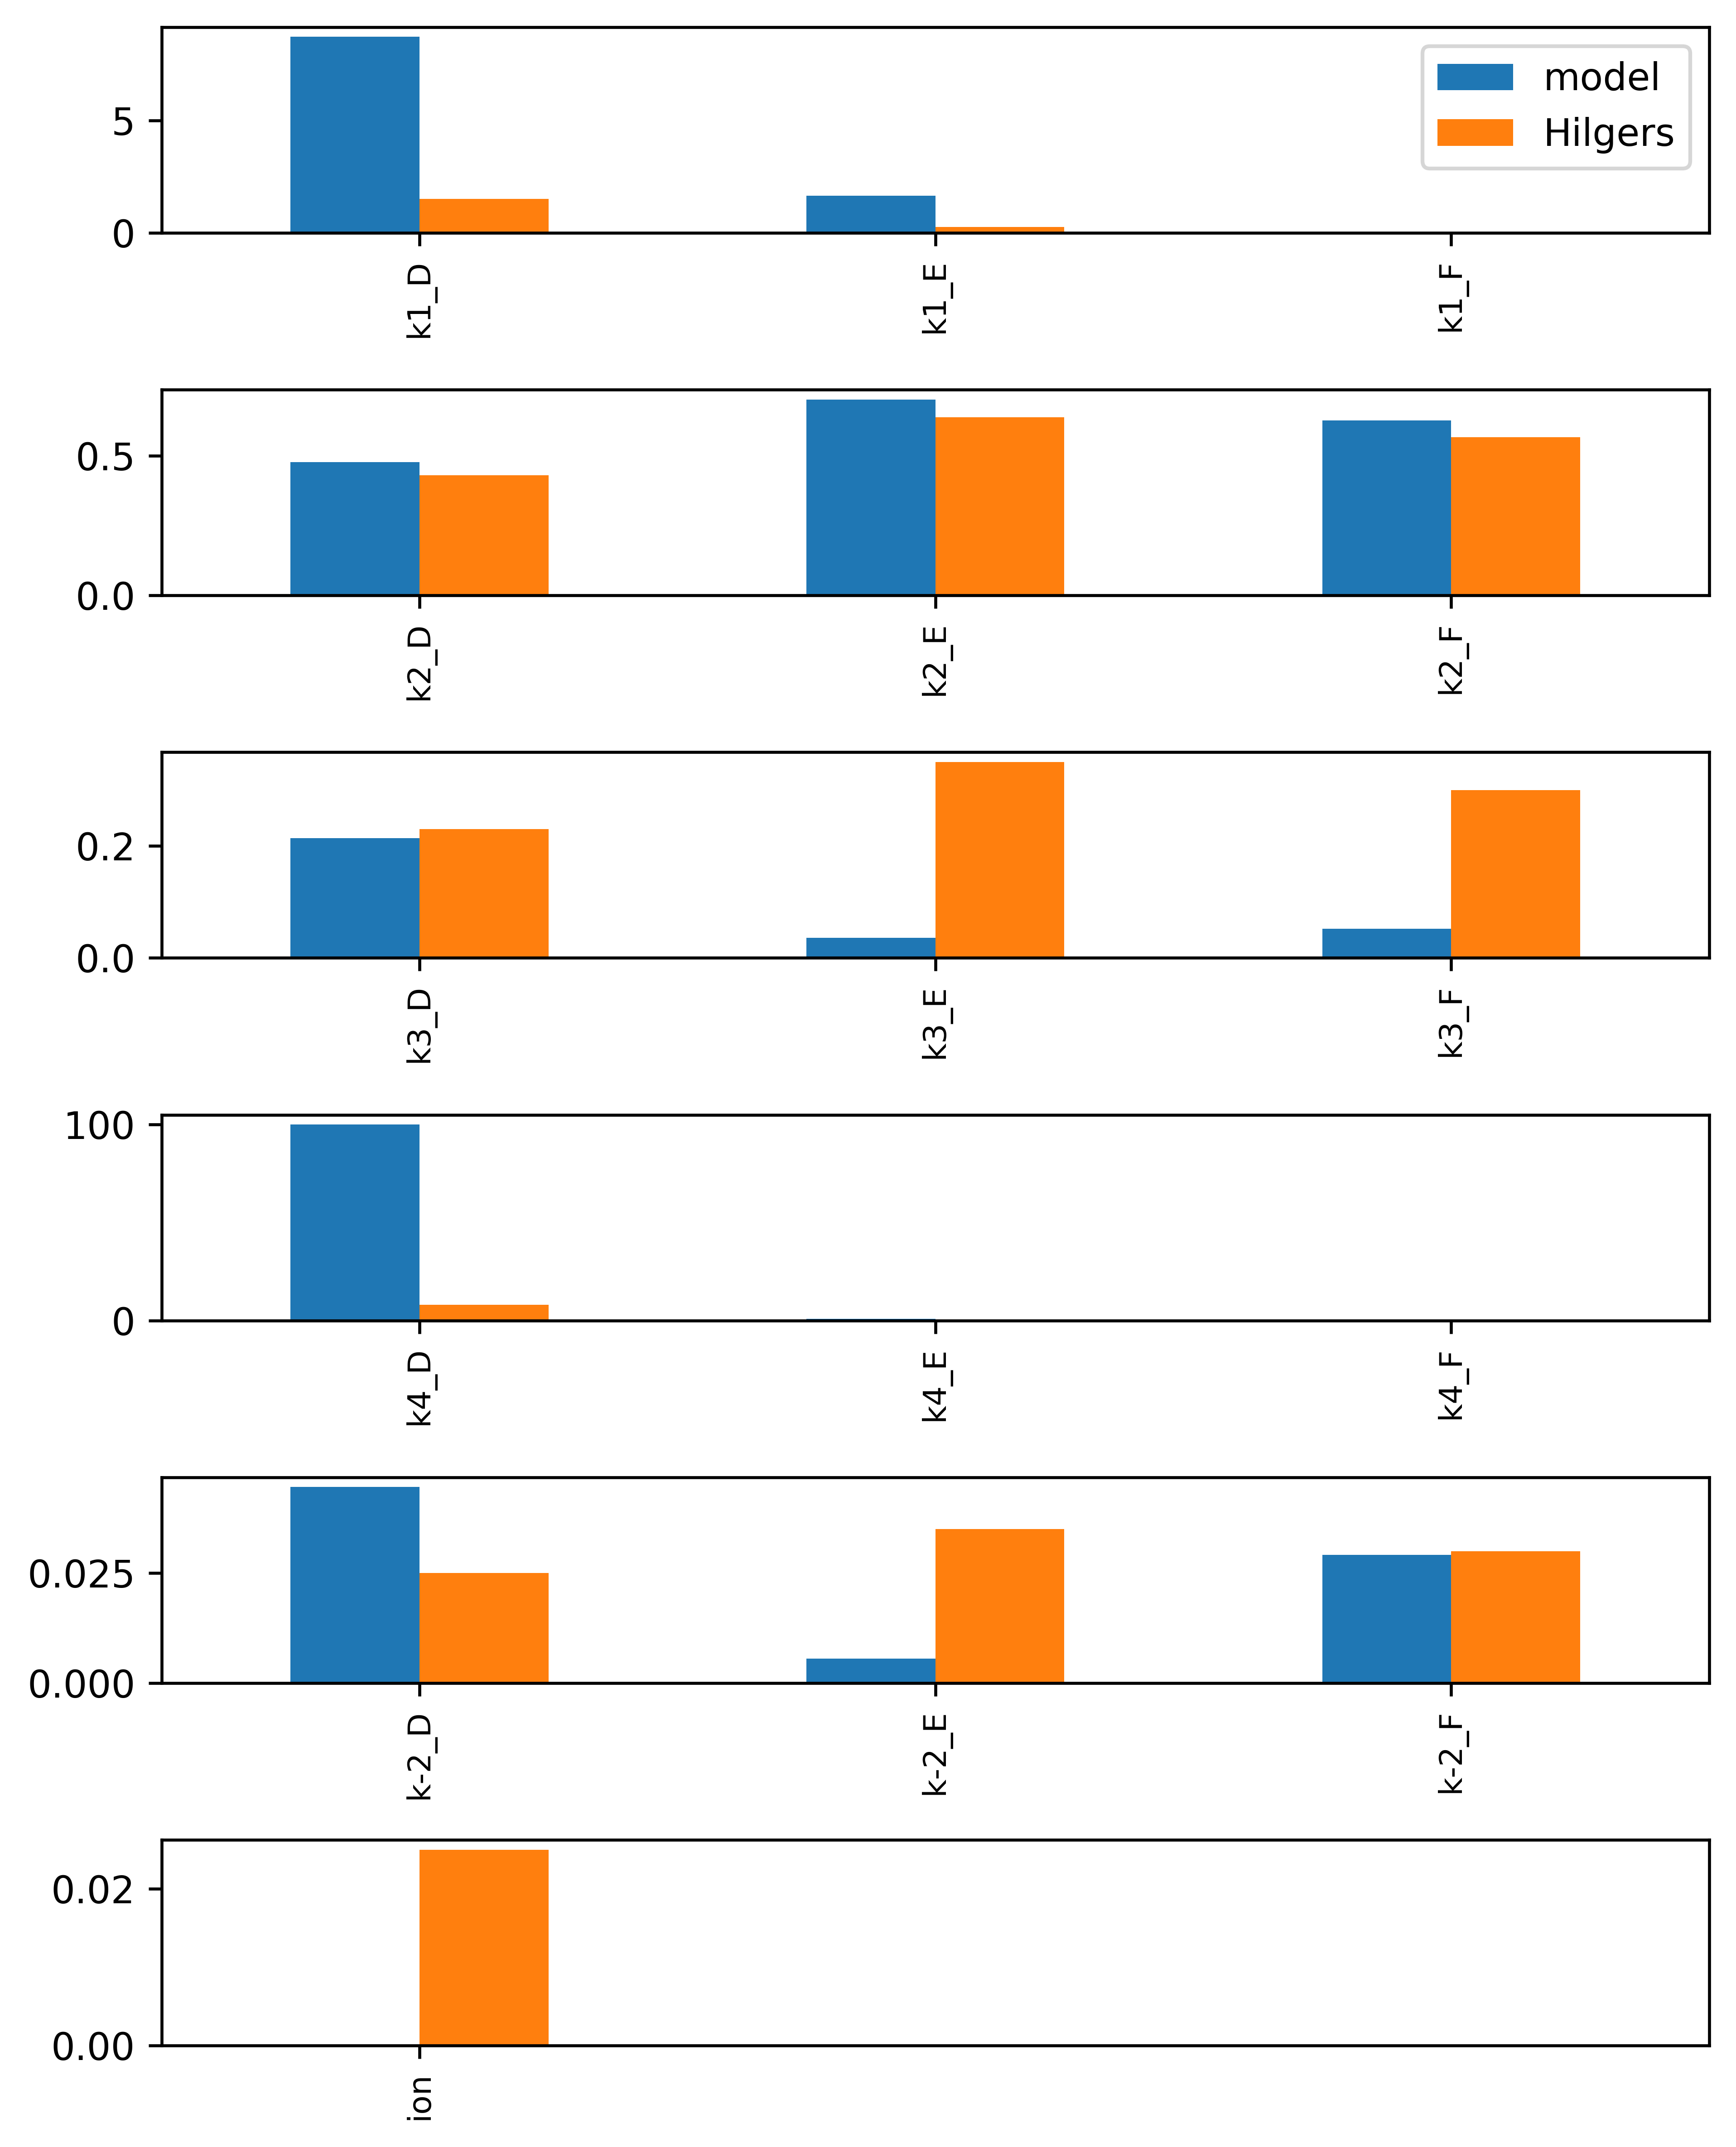 model
Hilgers
5
0
k1_D
k1_E
k1_F
0.5
0.0
k2_D
k2_E
k2_F
0.2
0.0
k3_D
k3_E
k3_F
100
0
k4_D
k4_E
k4_F
0.025
0.000
k-2_D
k-2_E
k-2_F
0.02
0.00
ion